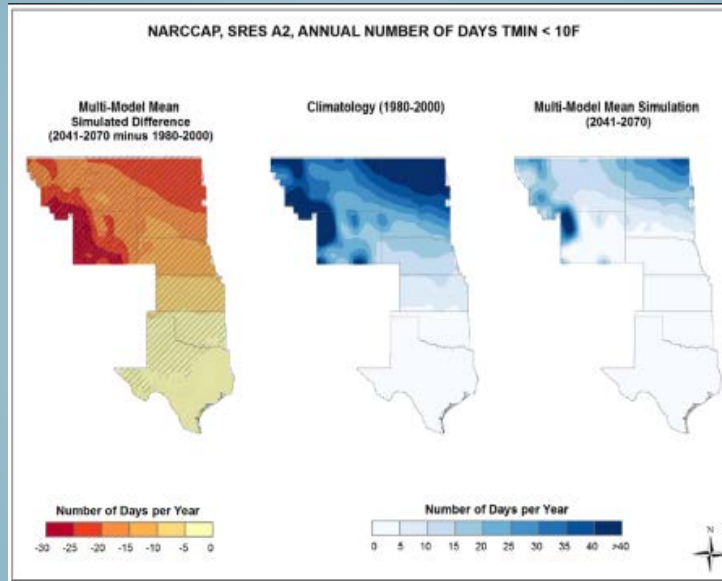 NARCCAP, SRES A2, ANNUAL NUMBER OF DAYS TMIN < 10F
Multi-Model Mean
Simulated Difference
(2041-2070 minus 1980-2000)
Climatology (1980-2000)
Multi-Model Mean Simulation
(2041-2070)
Number of Days per Year
-30 -25 -20 -15 -10 -5 0
Number of Days per Year
0 5 10 15 20 25 30 35 40 >40
N